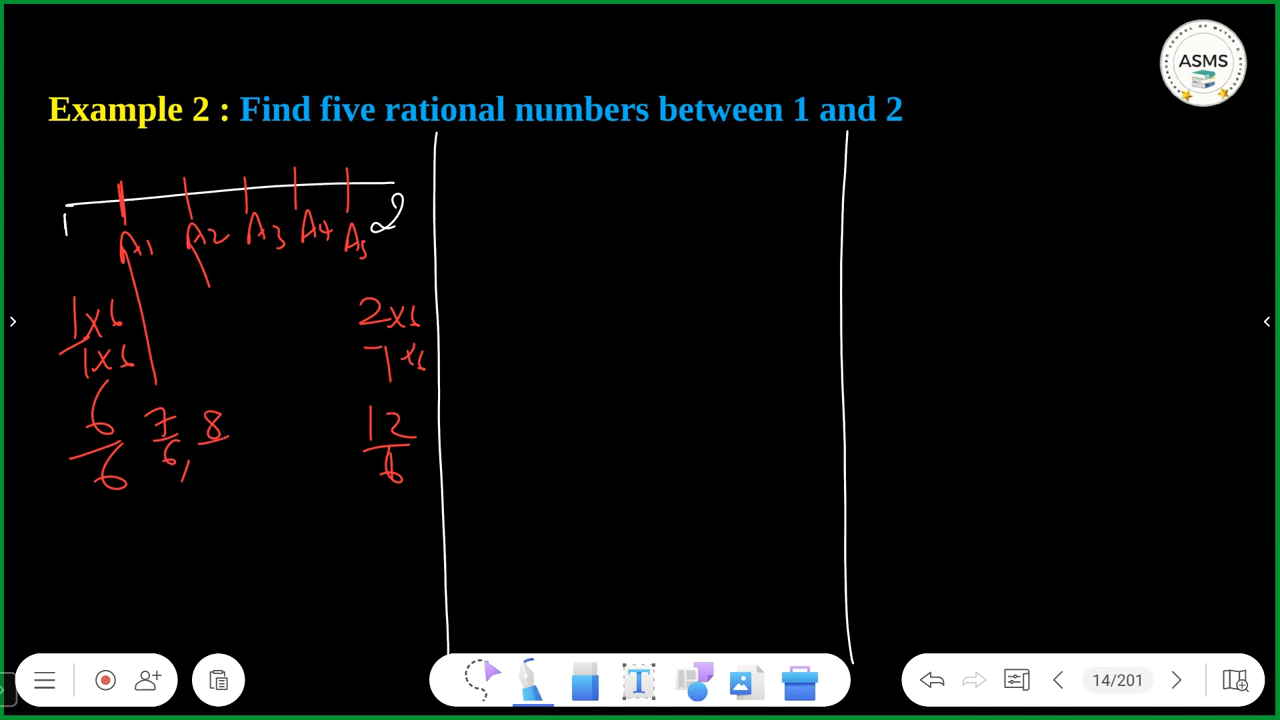 ASMS
Example 2 : Find five rational numbers between 1 and 2
1 2
A1 A2 A3 A4 A5
1x6 2x6
1x6 1x6
6 7 8 12
6 6, 6
14/201